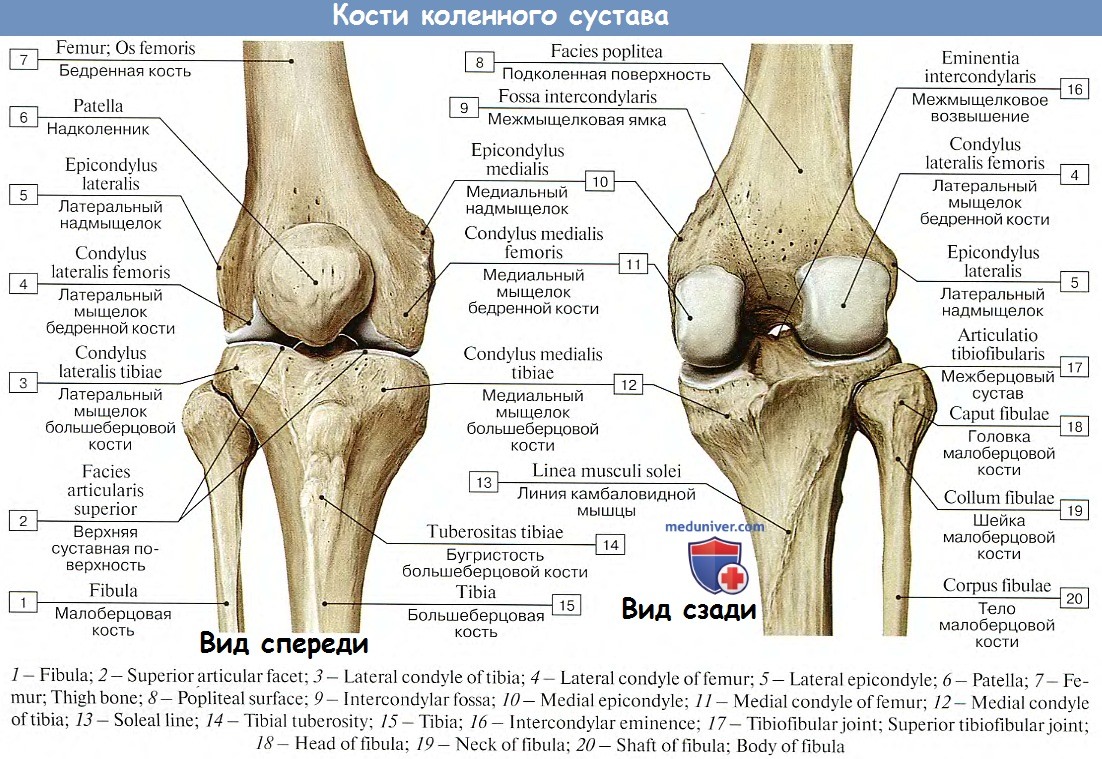 Кости коленного сустава
7
Femur; Os femoris
Бедренная кость
6
Patella
Надколенник
5
Epicondylus
lateralis
Латеральный
надмыщелок
4
Condylus
lateralis femoris
Латеральный
мыщелок
бедренной кости
3
Condylus
lateralis tibiae
Латеральный
мыщелок
большеберцовой
кости
2
Facies
articularis
superior
Верхняя
суставная по-
верхность
1
Fibula
Малоберцовая
кость
Вид спереди
8
Facies poplitea
Подколенная поверхность
9
Fossa intercondylaris
Межмыщелковая ямка
10
Epicondylus
medialis
Медиальный
надмыщелок
11
Condylus medialis
femoris
Медиальный
мыщелок
бедренной кости
12
Condylus medialis
tibiae
Медиальный
мыщелок
большеберцовой
кости
13
Linea musculi solei
Линия камбаловидной
мышцы
14
Tuberositas tibiae
Бугристость
большеберцовой кости
15
Tibia
Большеберцовая
кость
meduniver.com
Вид сзади
16
Eminentia
intercondylaris
Межмыщелковое
возвышение
4
Condylus
lateralis femoris
Латеральный
мыщелок
бедренной кости
5
Epicondylus
lateralis
Латеральный
надмыщелок
17
Articulatio
tibiofibularis
Межберцовый
сустав
18
Caput fibulae
Головка
малоберцовой
кости
19
Collum fibulae
Шейка
малоберцовой
кости
20
Corpus fibulae
Тело
малоберцовой
кости
1 – Fibula; 2 – Superior articular facet; 3 – Lateral condyle of tibia; 4 – Lateral condyle of femur; 5 – Lateral epicondyle; 6 – Patella; 7 – Fe-
mur; Thigh bone; 8 – Popliteal surface; 9 – Intercondylar fossa; 10 – Medial epicondyle; 11 – Medial condyle of femur; 12 – Medial condyle
of tibia; 13 – Soleal line; 14 – Tibial tuberosity; 15 – Tibia; 16 – Intercondylar eminence; 17 – Tibiofibular joint; Superior tibiofibular joint;
18 – Head of fibula; 19 – Neck of fibula; 20 – Shaft of fibula; Body of fibula